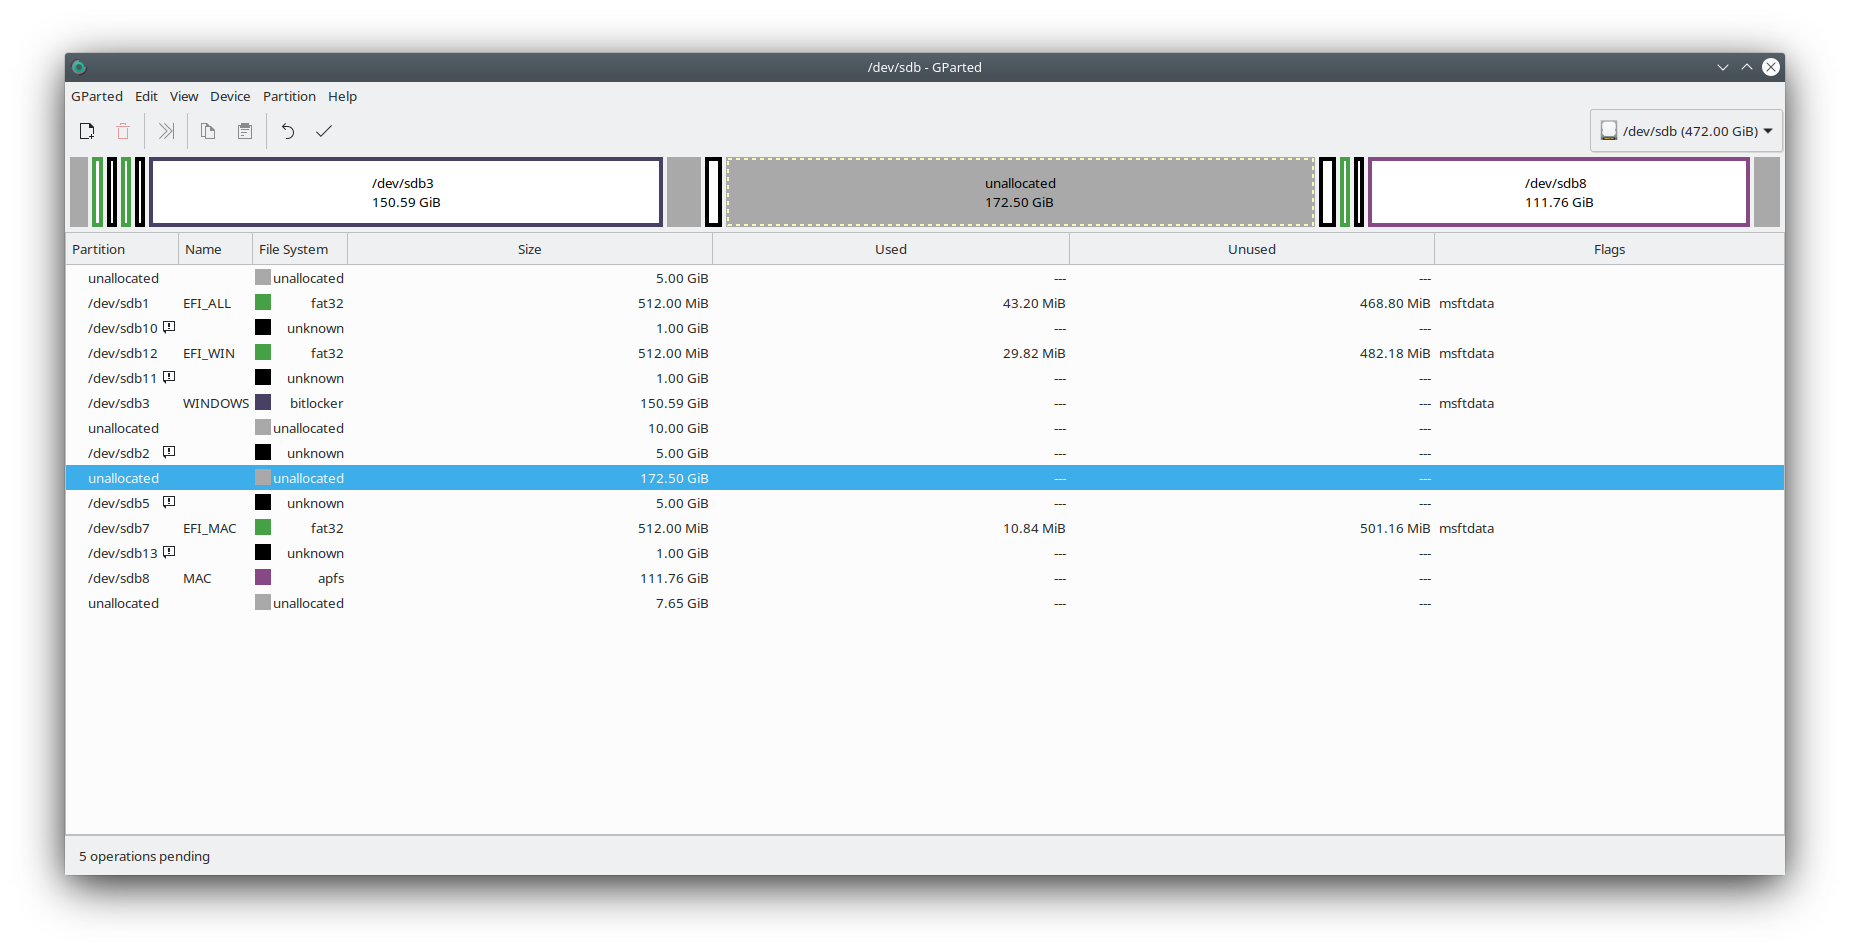 /dev/sdb - GParted
GParted Edit View Device Partition Help
/dev/sdb (472.00 GiB)
/dev/sdb3
150.59 GiB
unallocated
172.50 GiB
/dev/sdb8
111.76 GiB
Partition Name File System Size Used Unused Flags
unallocated unallocated 5.00 GiB --- ---
/dev/sdb1 EFI_ALL fat32 512.00 MiB 43.20 MiB 468.80 MiB msftdata
/dev/sdb10 unknown 1.00 GiB --- ---
/dev/sdb12 EFI_WIN fat32 512.00 MiB 29.82 MiB 482.18 MiB msftdata
/dev/sdb11 unknown 1.00 GiB --- ---
/dev/sdb3 WINDOWS bitlocker 150.59 GiB --- --- msftdata
unallocated unallocated 10.00 GiB --- ---
/dev/sdb2 unknown 5.00 GiB --- ---
unallocated unallocated 172.50 GiB --- ---
/dev/sdb5 unknown 5.00 GiB --- ---
/dev/sdb7 EFI_MAC fat32 512.00 MiB 10.84 MiB 501.16 MiB msftdata
/dev/sdb13 unknown 1.00 GiB --- ---
/dev/sdb8 MAC apfs 111.76 GiB --- ---
unallocated unallocated 7.65 GiB --- ---
5 operations pending